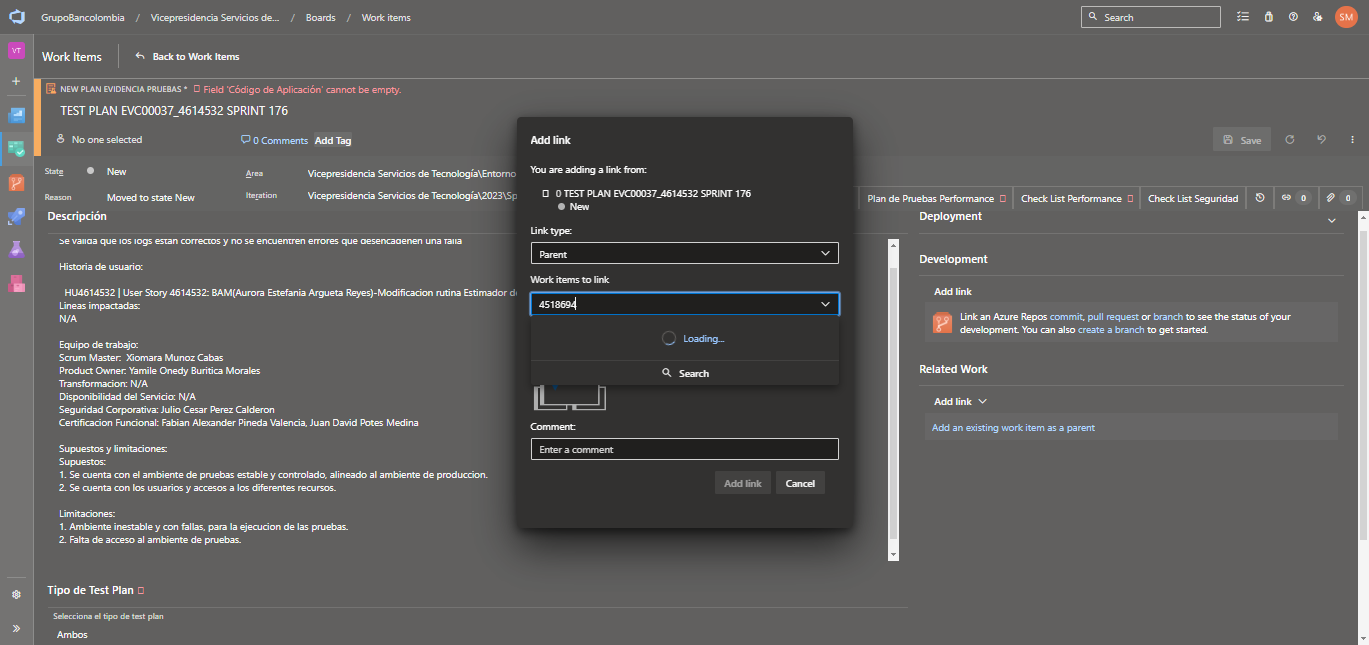 GrupoBancolombia / Vicepresidencia Servicios de... / Boards / Work items
Search
SM
VT
Work Items
Back to Work Items
NEW PLAN EVIDENCIA PRUEBAS * Field 'Código de Aplicación' cannot be empty.
TEST PLAN EVC00037_4614532 SPRINT 176
No one selected
0 Comments
Add Tag
Save
State
New
Area
Vicepresidencia Servicios de Tecnología\Entorno
Reason
Moved to state New
Iteration
Vicepresidencia Servicios de Tecnología\2023\Sp
Plan de Pruebas Performance
Check List Performance
Check List Seguridad
0
0
Descripción
Se valida que los logs estan correctos y no se encuentren errores que desencadenen una falla
Historia de usuario:
HU4614532 | User Story 4614532: BAM(Aurora Estefania Argueta Reyes)-Modificacion rutina Estimador d
Lineas impactadas:
N/A
Equipo de trabajo:
Scrum Master: Xiomara Munoz Cabas
Product Owner: Yamile Onedy Buritica Morales
Transformacion: N/A
Disponibilidad del Servicio: N/A
Seguridad Corporativa: Julio Cesar Perez Calderon
Certificacion Funcional: Fabian Alexander Pineda Valencia, Juan David Potes Medina
Supuestos y limitaciones:
Supuestos:
1. Se cuenta con el ambiente de pruebas estable y controlado, alineado al ambiente de produccion.
2. Se cuenta con los usuarios y accesos a los diferentes recursos.
Limitaciones:
1. Ambiente inestable y con fallas, para la ejecucion de las pruebas.
2. Falta de acceso al ambiente de pruebas.
Tipo de Test Plan
Selecciona el tipo de test plan
Ambos
Add link
You are adding a link from:
0 TEST PLAN EVC00037_4614532 SPRINT 176
New
Link type:
Parent
Work items to link
4518694
Loading...
Search
Comment:
Enter a comment
Add link
Cancel
Deployment
Development
Add link
Link an Azure Repos commit, pull request or branch to see the status of your
development. You can also create a branch to get started.
Related Work
Add link
Add an existing work item as a parent